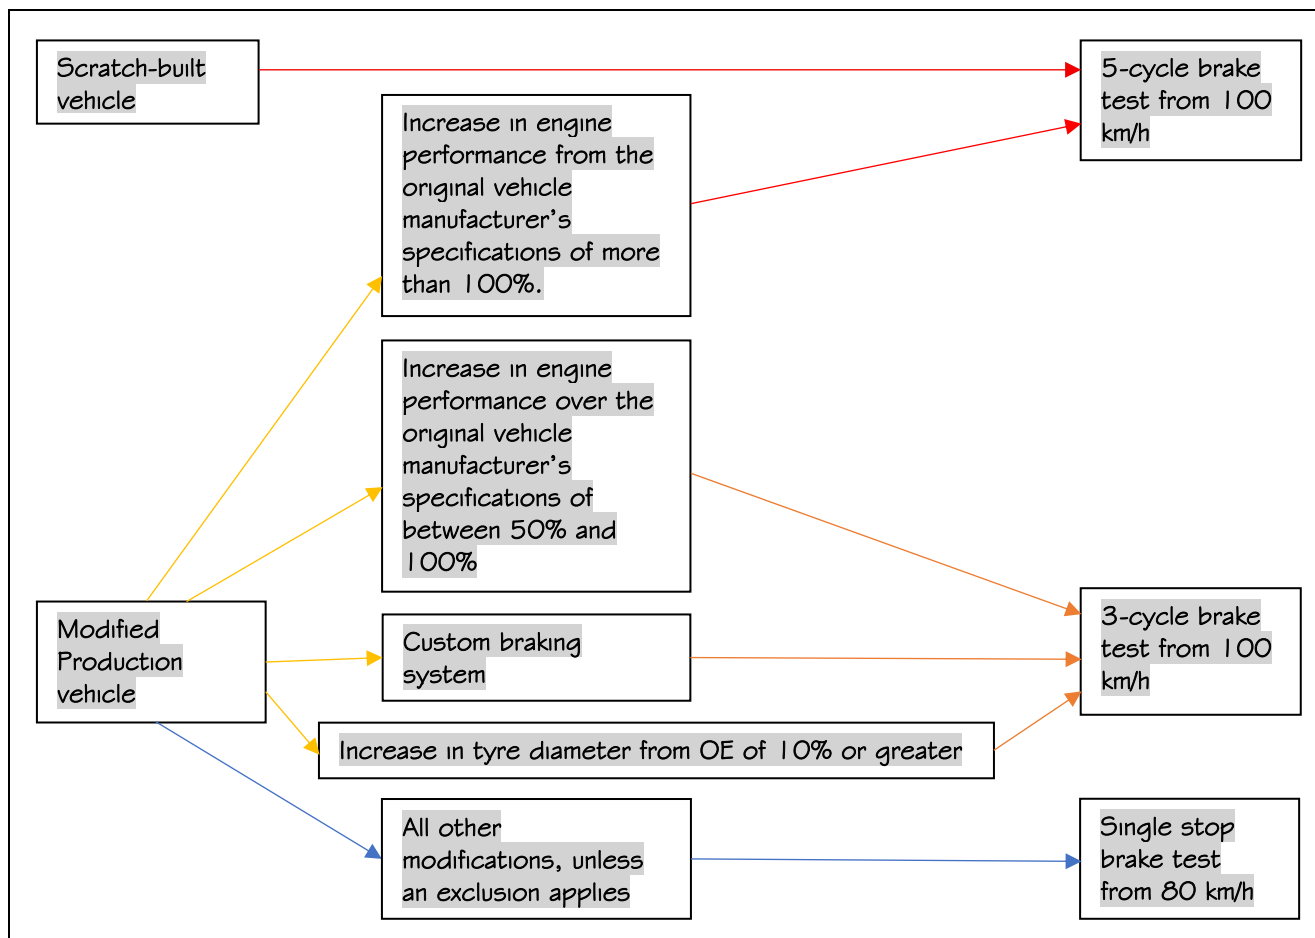 Scratch-built
vehicle
5-cycle brake
test from 100
km/h
Increase in engine
performance from the
original vehicle
manufacturer's
specifications of more
than 100%.
Increase in engine
performance over the
original vehicle
manufacturer's
specifications of
between 50% and
100%
Modified
Production
vehicle
Custom braking
system
3-cycle brake
test from 100
km/h
Increase in tyre diameter from OE of 10% or greater
All other
modifications, unless
an exclusion applies
Single stop
brake test
from 80 km/h